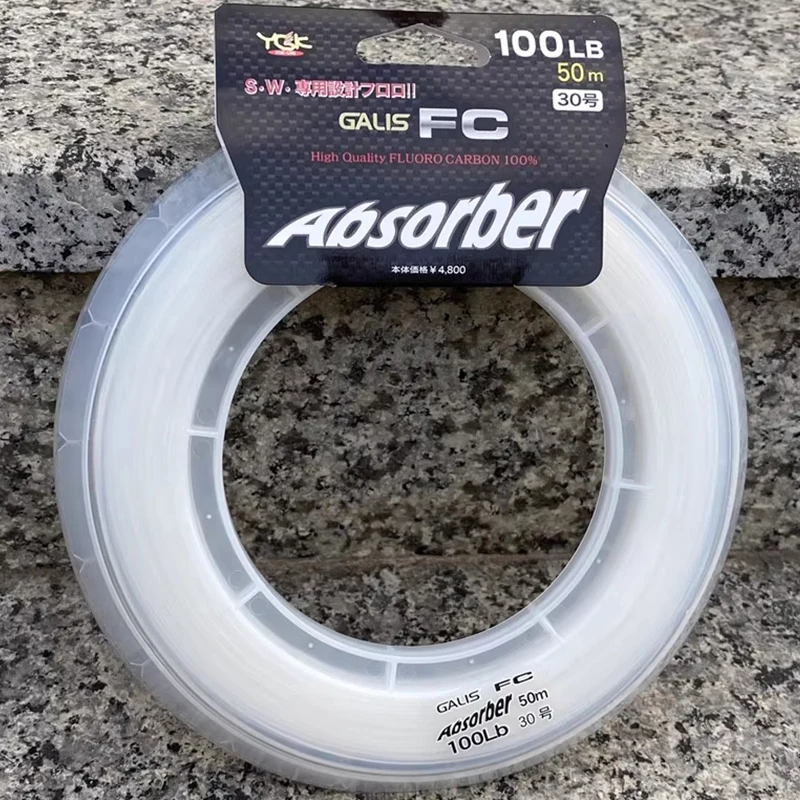 YGK
100LB
50m
30号
S・W・専用設計フロロ!!
GALIS FC
High Quality FLUORO CARBON 100%
Absorber
本体価格¥4,800
GALIS FC
Absorber 50m
100Lb 30号